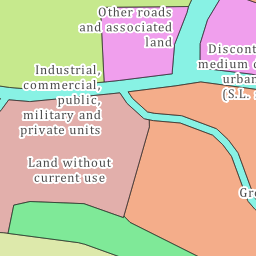 Other roads
and associated
land
Discont
medium d
urban
(S.L. :
Industrial,
commercial,
public,
military and
private units
Land without
current use
Gre